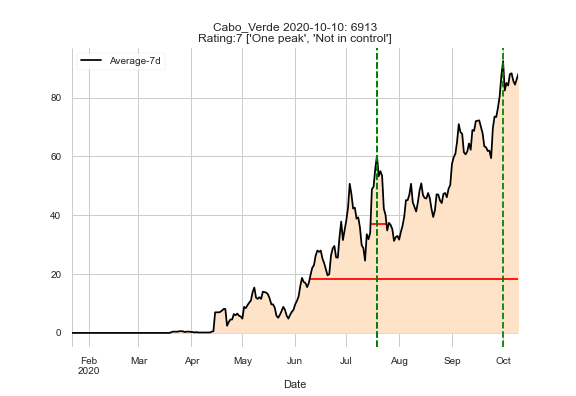 Cabo_Verde 2020-10-10: 6913
Rating:7 ['One peak', 'Not in control']
Average-7d
80
60
40
20
0
Feb Mar Apr May Jun Jul Aug Sep Oct
2020
Date